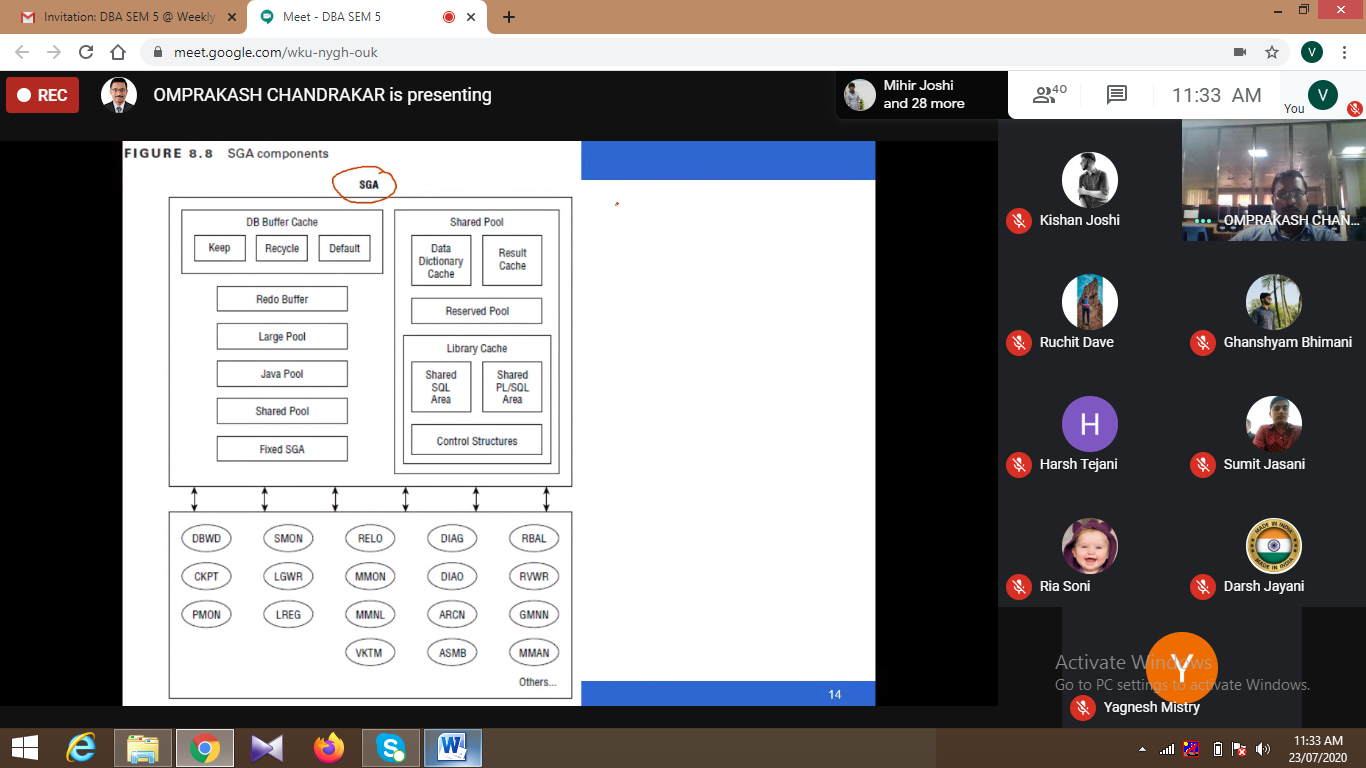 Invitation: DBA SEM 5 @ Weekly
Meet - DBA SEM 5
meet.google.com/wku-nygh-ouk
V
REC
OMPRAKASH CHANDRAKAR is presenting
Mihir Joshi
and 28 more
40
11:33 AM
You
V
FIGURE 8.8 SGA components
SGA
DB Buffer Cache
Keep
Recycle
Default
Redo Buffer
Large Pool
Java Pool
Shared Pool
Fixed SGA
Shared Pool
Data
Dictionary
Cache
Result
Cache
Reserved Pool
Library Cache
Shared
SQL
Area
Shared
PL/SQL
Area
Control Structures
DBWD
SMON
RELO
DIAG
RBAL
CKPT
LGWR
MMON
DIAO
RVWR
PMON
LREG
MMNL
ARCN
GMNN
VKTM
ASMB
MMAN
Others...
14
Kishan Joshi
OMPRAKASH CHAN...
Ruchit Dave
Ghanshyam Bhimani
H
Harsh Tejani
Sumit Jasani
Ria Soni
MADE IN INDIA
MADE IN INDIA
Darsh Jayani
Y
Activate Windows
Go to PC settings to activate Windows.
Yagnesh Mistry
11:33 AM
23/07/2020